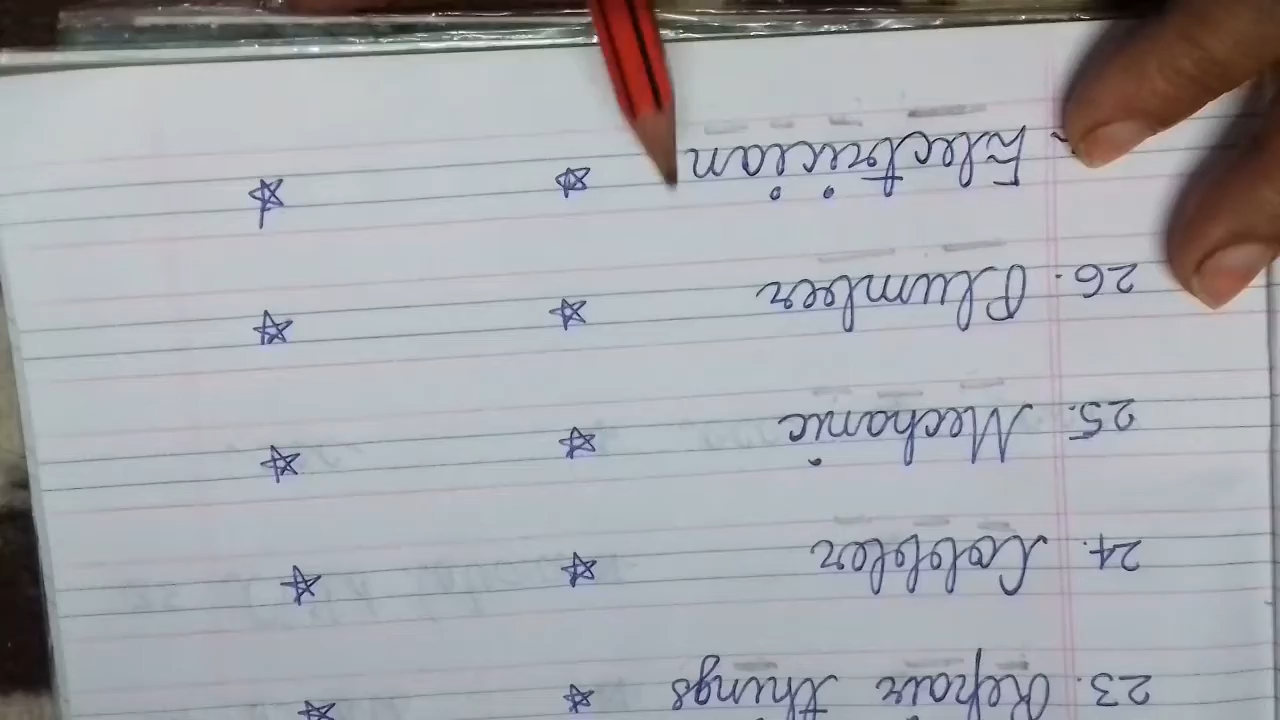 23. Repair things
24. Cobbler
25. Mechanic
26. Plumber
Electrician